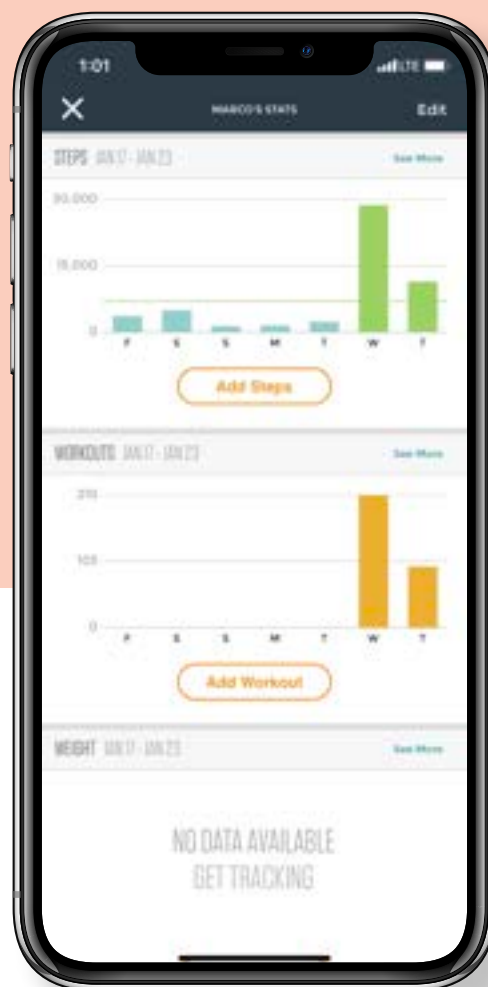 1:01 LTE
MARCO'S STATS Edit
STEPS JAN 17 - JAN 23 See More
30,000
15,000
0
F S S M T W T
Add Steps
WORKOUTS JAN 17 - JAN 23 See More
210
105
0
F S S M T W T
Add Workout
WEIGHT JAN 17 - JAN 23 See More
NO DATA AVAILABLE
GET TRACKING